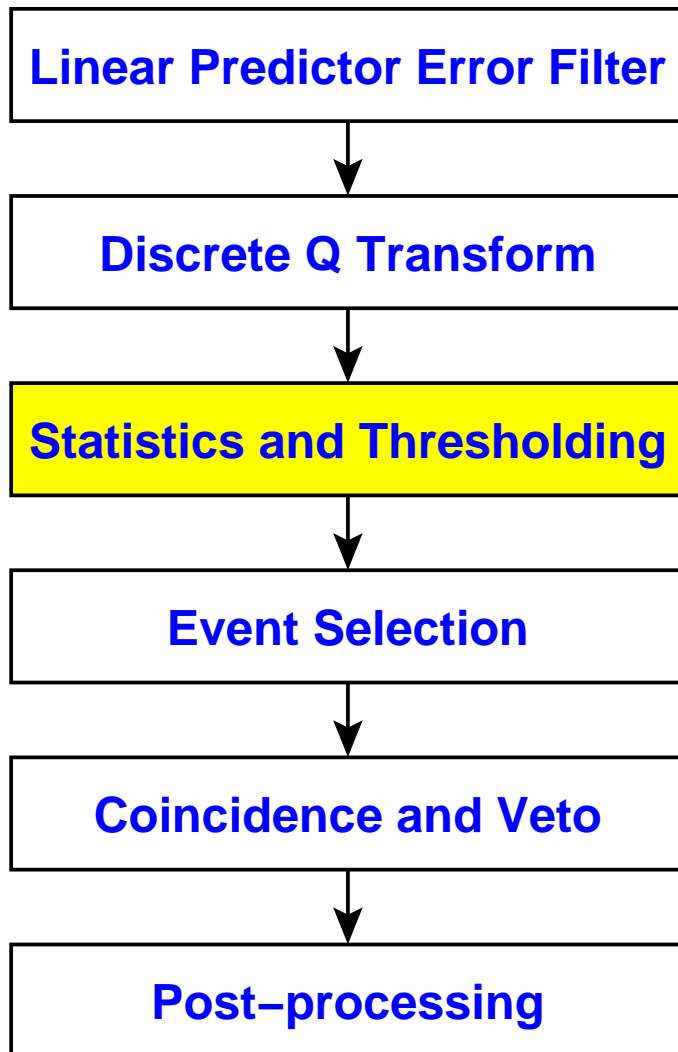 Linear Predictor Error Filter
Discrete Q Transform
Statistics and Thresholding
Event Selection
Coincidence and Veto
Post−processing